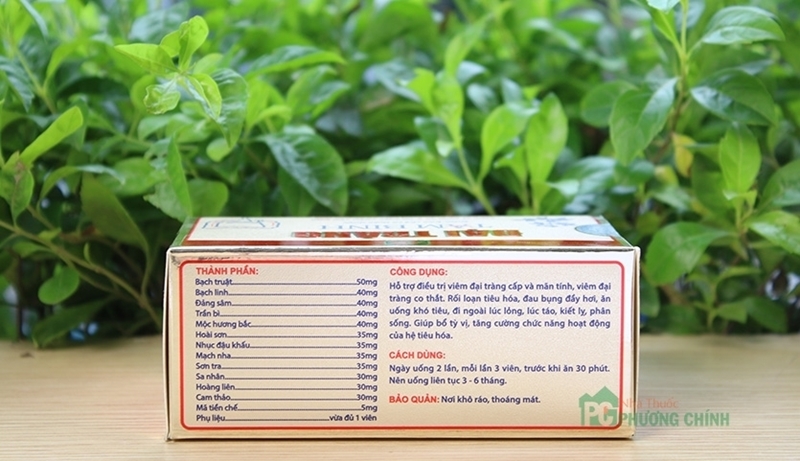 TÂM BÌNH
ĐẠI TRÀNG
THÀNH PHẦN:
Bạch truật 50mg
Bạch linh 40mg
Đảng sâm 40mg
Trần bì 40mg
Mộc hương bắc 40mg
Hoài sơn 35mg
Nhục đậu khấu 35mg
Mạch nha 35mg
Sơn tra 35mg
Sa nhân 30mg
Hoàng liên 30mg
Cam thảo 30mg
Mã tiền chế 5mg
Phụ liệu vừa đủ 1 viên
CÔNG DỤNG:
Hỗ trợ điều trị viêm đại tràng cấp và mãn tính, viêm đại
tràng co thắt. Rối loạn tiêu hóa, đau bụng đầy hơi, ăn
uống khó tiêu, đi ngoài lúc lỏng, lúc táo, kiết lỵ, phân
sống. Giúp bổ tỳ vị, tăng cường chức năng hoạt động
của hệ tiêu hóa.
CÁCH DÙNG:
Ngày uống 2 lần, mỗi lần 3 viên, trước khi ăn 30 phút.
Nên uống liên tục 3 - 6 tháng.
BẢO QUẢN: Nơi khô ráo, thoáng mát.
PG
Nhà Thuốc
PHƯƠNG CHÍNH